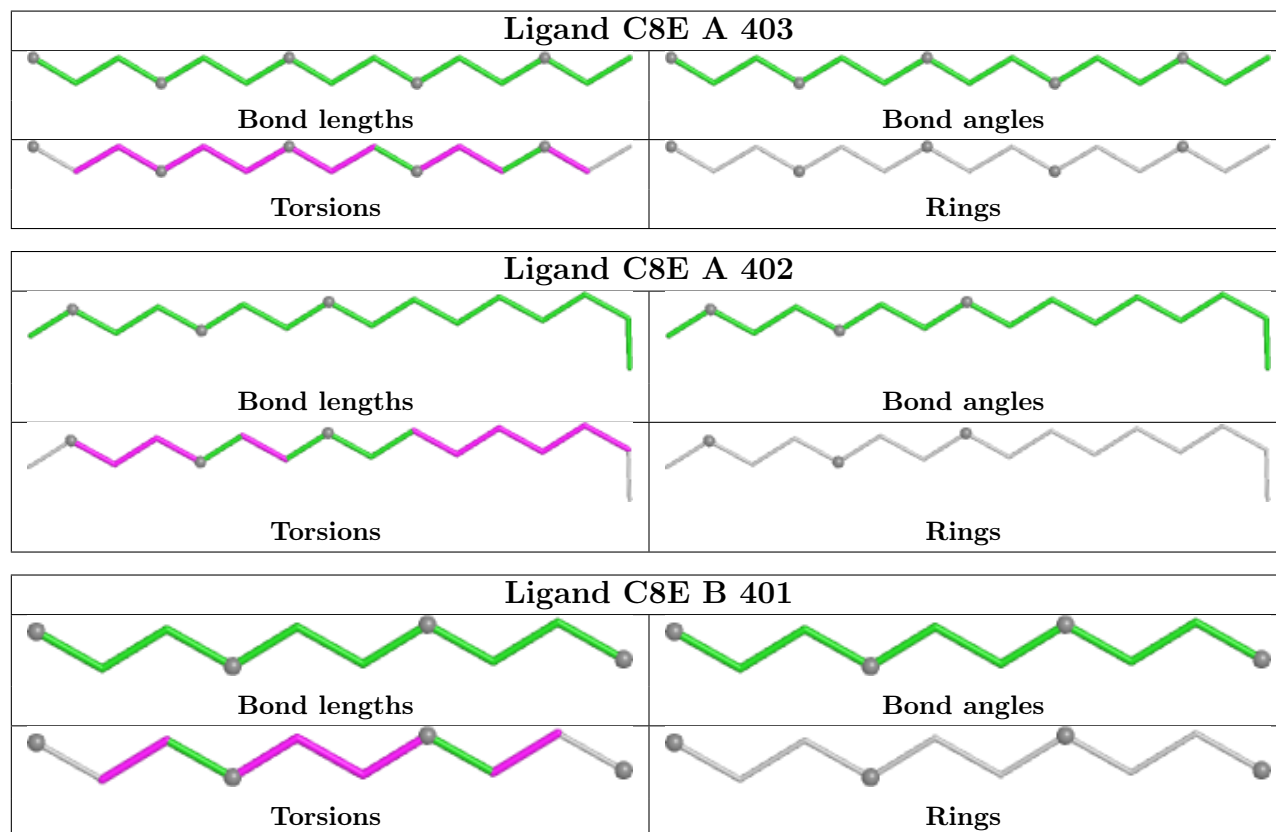 Ligand C8E A 403
Bond lengths
Bond angles
Torsions
Rings
Ligand C8E A 402
Bond lengths
Bond angles
Torsions
Rings
Ligand C8E B 401
Bond lengths
Bond angles
Torsions
Rings